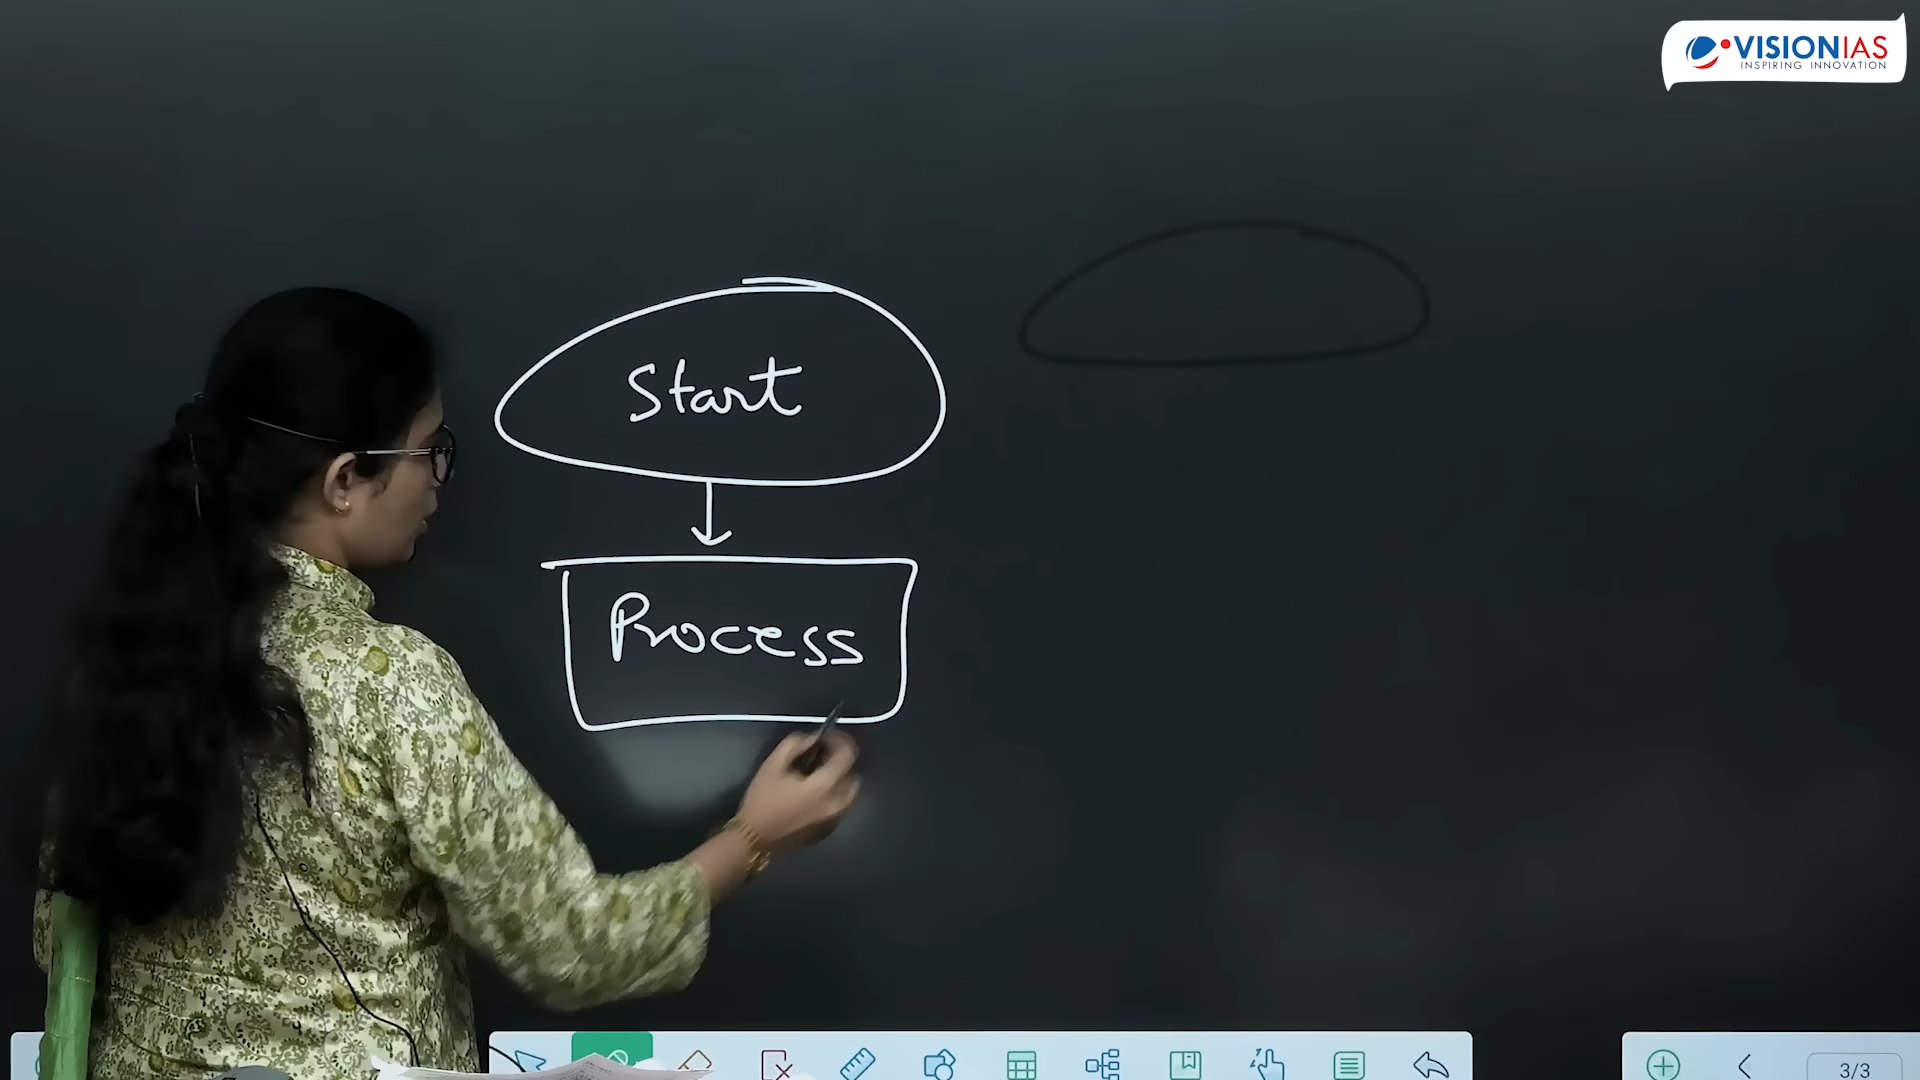 VISIONIAS
INSPIRING INNOVATION
Start
Process
3/3